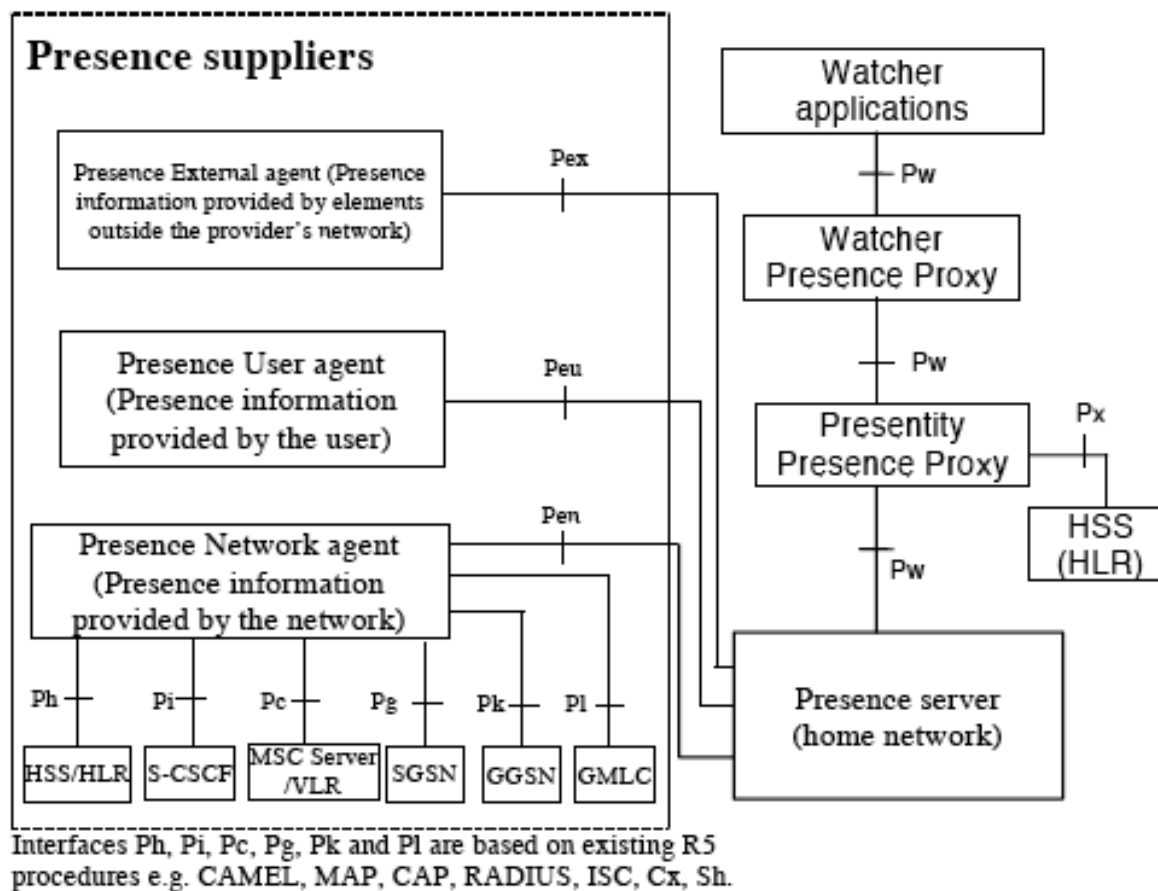 Presence suppliers
Presence External agent (Presence
information provided by elements
outside the provider's network)
Pex
Presence User agent
(Presence information
provided by the user)
Peu
Presence Network agent
(Presence information
provided by the network)
Pen
Ph
Pi
Pc
Pg
Pk
Pl
HSS/HLR
S-CSCF
MSC Server
/VLR
SGSN
GGSN
GMLC
Watcher
applications
Pw
Watcher
Presence Proxy
Pw
Presentity
Presence Proxy
Px
HSS
(HLR)
Pw
Presence server
(home network)
Interfaces Ph, Pi, Pc, Pg, Pk and Pl are based on existing R5
procedures e.g. CAMEL, MAP, CAP, RADIUS, ISC, Cx, Sh.